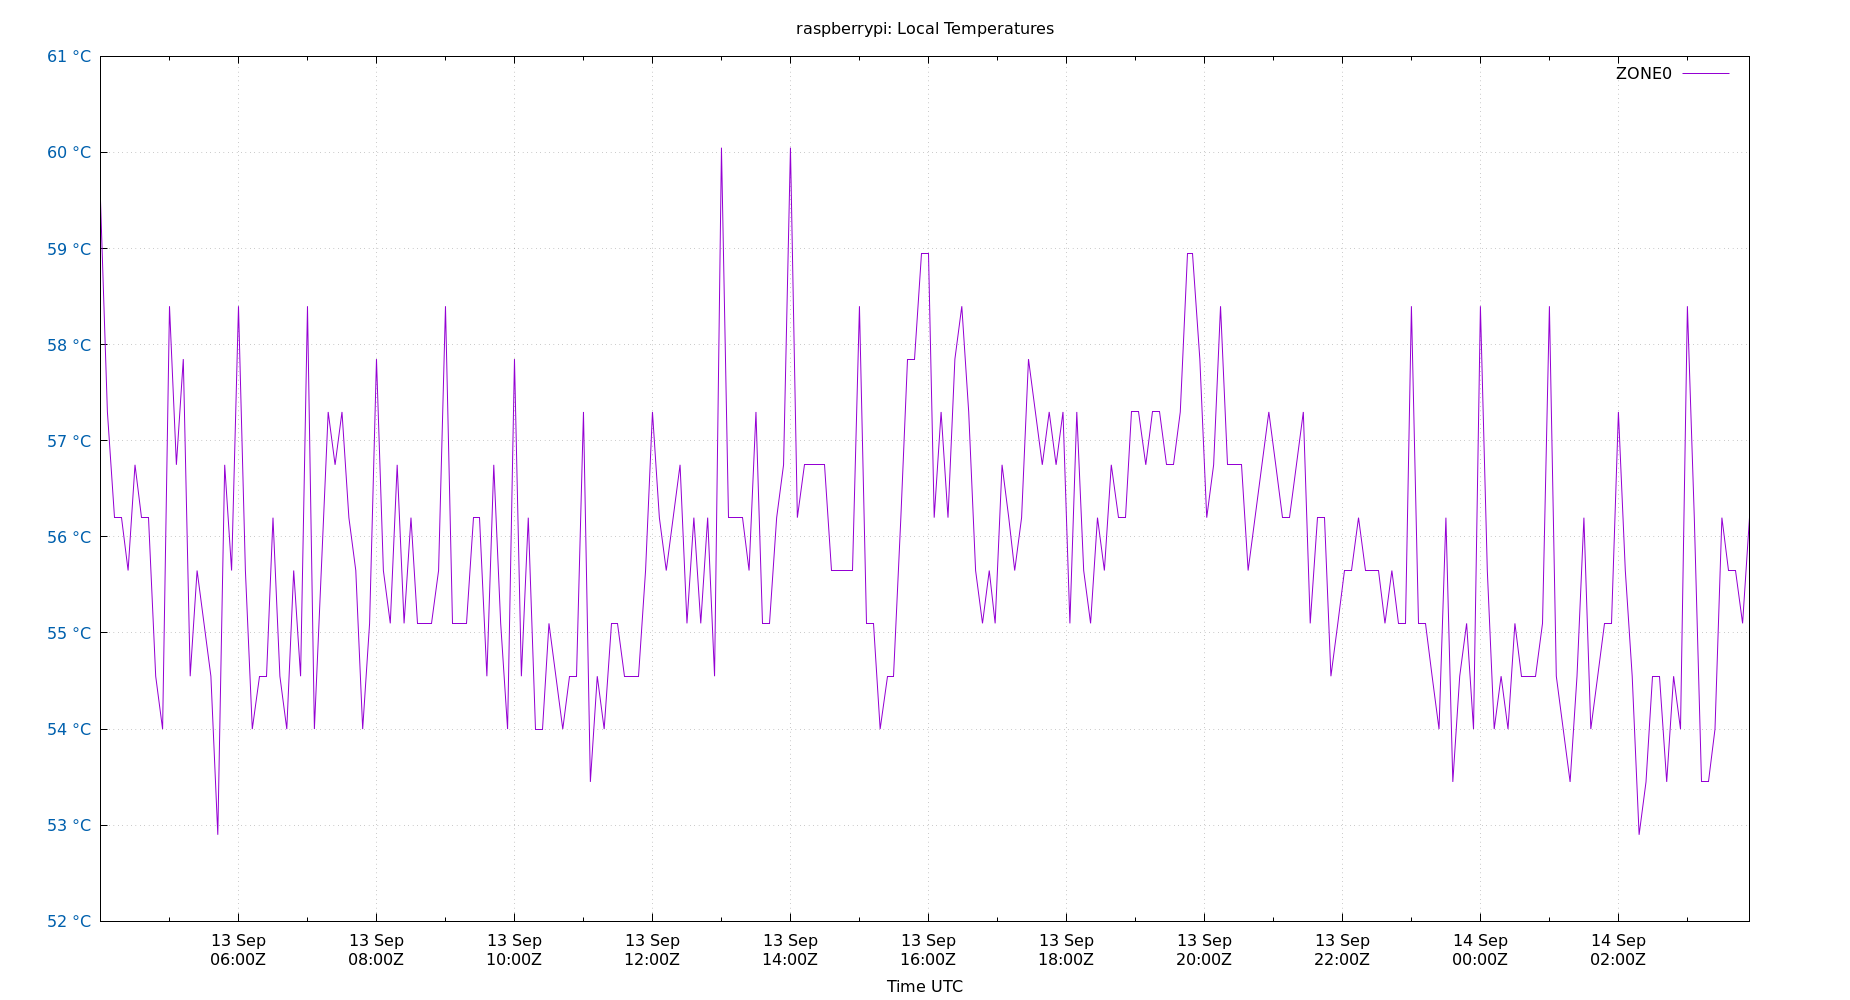 raspberrypi: Local Temperatures
61 °C
ZONE0
60 °C
59 °C
58 °C
57 °C
56 °C
55 °C
54 °C
53 °C
52 °C
13 Sep 13 Sep 13 Sep 13 Sep 13 Sep 13 Sep 13 Sep 13 Sep 13 Sep 14 Sep 14 Sep
06:00Z 08:00Z 10:00Z 12:00Z 14:00Z 16:00Z 18:00Z 20:00Z 22:00Z 00:00Z 02:00Z
Time UTC